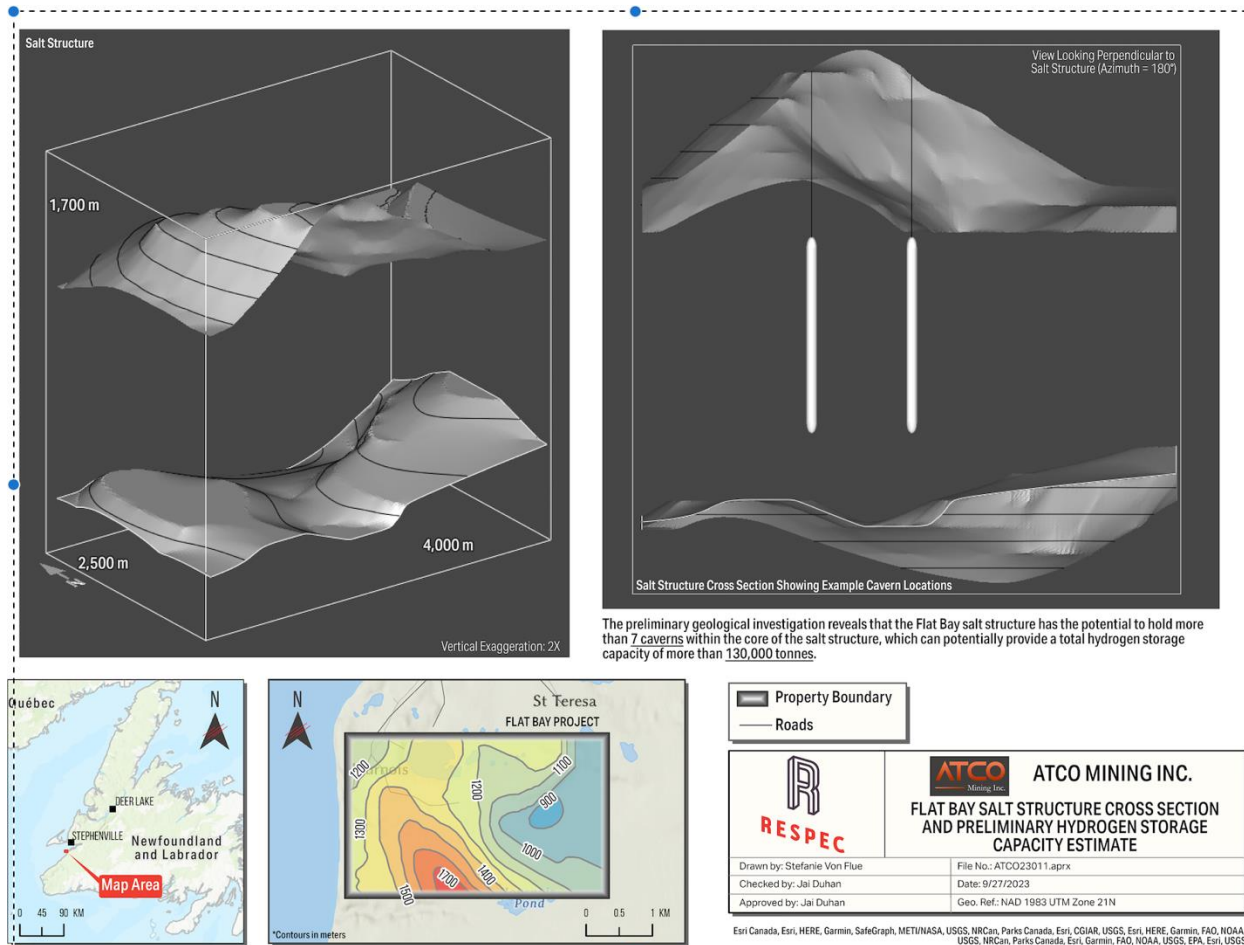 Salt Structure
1,700 m
2,500 m
4,000 m
N
Vertical Exaggeration: 2X
View Looking Perpendicular to
Salt Structure (Azimuth = 180°)
Salt Structure Cross Section Showing Example Cavern Locations
The preliminary geological investigation reveals that the Flat Bay salt structure has the potential to hold more
than 7 caverns within the core of the salt structure, which can potentially provide a total hydrogen storage
capacity of more than 130,000 tonnes.
Québec
N
DEER LAKE
STEPHENVILLE
Newfoundland
and Labrador
Map Area
0 45 90 KM
N
St Teresa
FLAT BAY PROJECT
1200
1100
1200
900
1300
1000
1400
1700
1500
Pond
*Contours in meters
0 0.5 1 KM
Property Boundary
Roads
R
RESPEC
ATCO
Mining Inc.
ATCO MINING INC.
FLAT BAY SALT STRUCTURE CROSS SECTION
AND PRELIMINARY HYDROGEN STORAGE
CAPACITY ESTIMATE
Drawn by: Stefanie Von Flue
File No.: ATCO23011.aprx
Checked by: Jai Duhan
Date: 9/27/2023
Approved by: Jai Duhan
Geo. Ref.: NAD 1983 UTM Zone 21N
Esri Canada, Esri, HERE, Garmin, SafeGraph, METI/NASA, USGS, NRCan, Parks Canada, Esri, CGIAR, USGS, Esri, HERE, Garmin, FAO, NOAA,
USGS, NRCan, Parks Canada, Esri, Garmin, FAO, NOAA, USGS, EPA, Esri, USGS